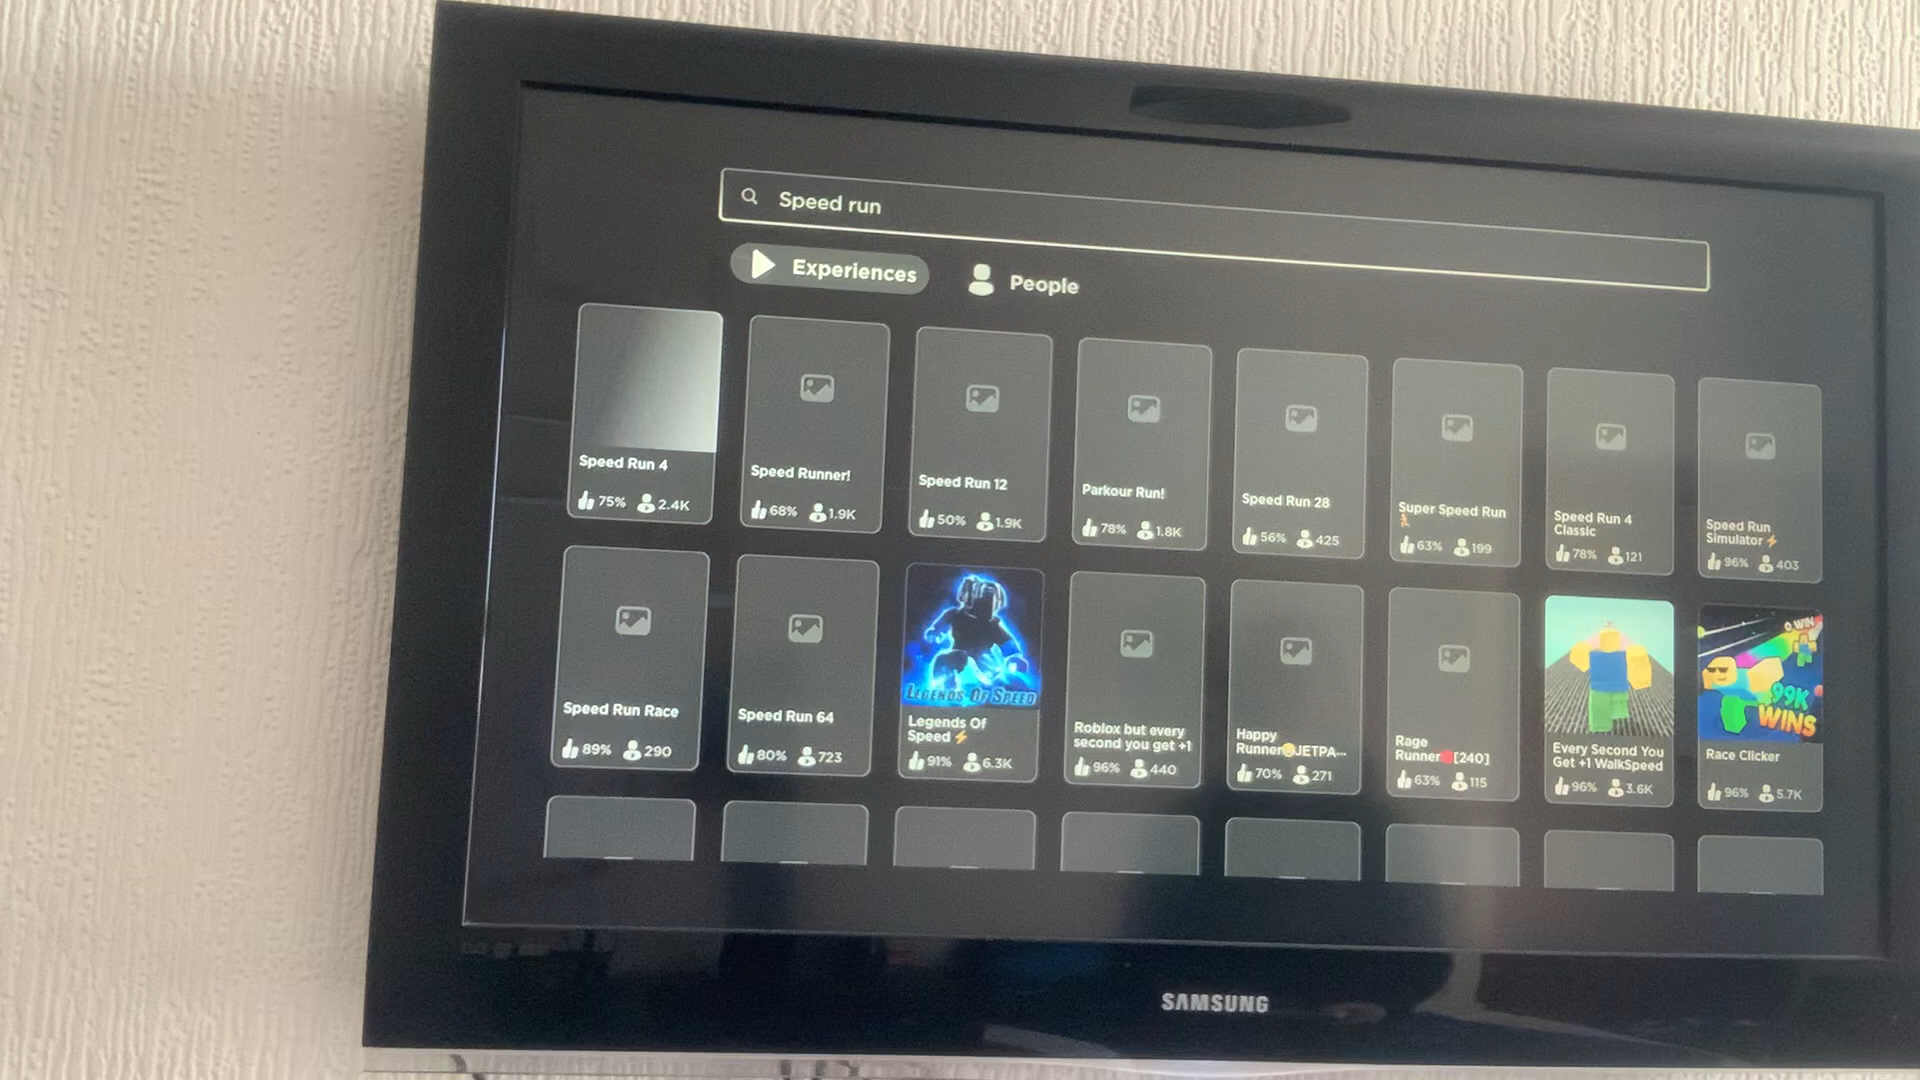 Speed run
Experiences
People
Speed Run 4
75% 2.4K
Speed Runner!
68% 1.9K
Speed Run 12
50% 1.9K
Parkour Run!
78% 1.8K
Speed Run 28
56% 425
Super Speed Run
63% 199
Speed Run 4
Classic
78% 121
Speed Run
Simulator⚡
96% 403
Speed Run Race
89% 290
Speed Run 64
80% 723
LEGENDS OF SPEED
Legends Of
Speed⚡
91% 6.3K
Roblox but every
second you get +1
96% 440
Happy
Runner JETPA...
70% 271
Rage
Runner🔴[240]
63% 115
Every Second You
Get +1 WalkSpeed
96% 3.6K
0 WIN
99K
WINS
Race Clicker
96% 5.7K
SAMSUNG